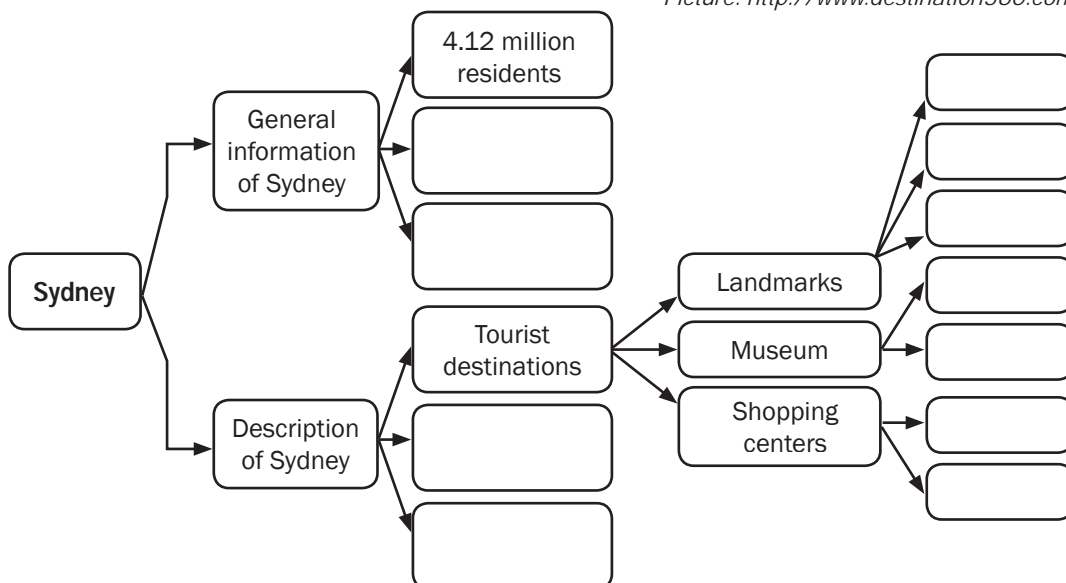 Picture: http://www.destination360.com
4.12 million
residents
General
information
of Sydney
Sydney
Landmarks
Tourist
destinations
Museum
Shopping
centers
Description
of Sydney